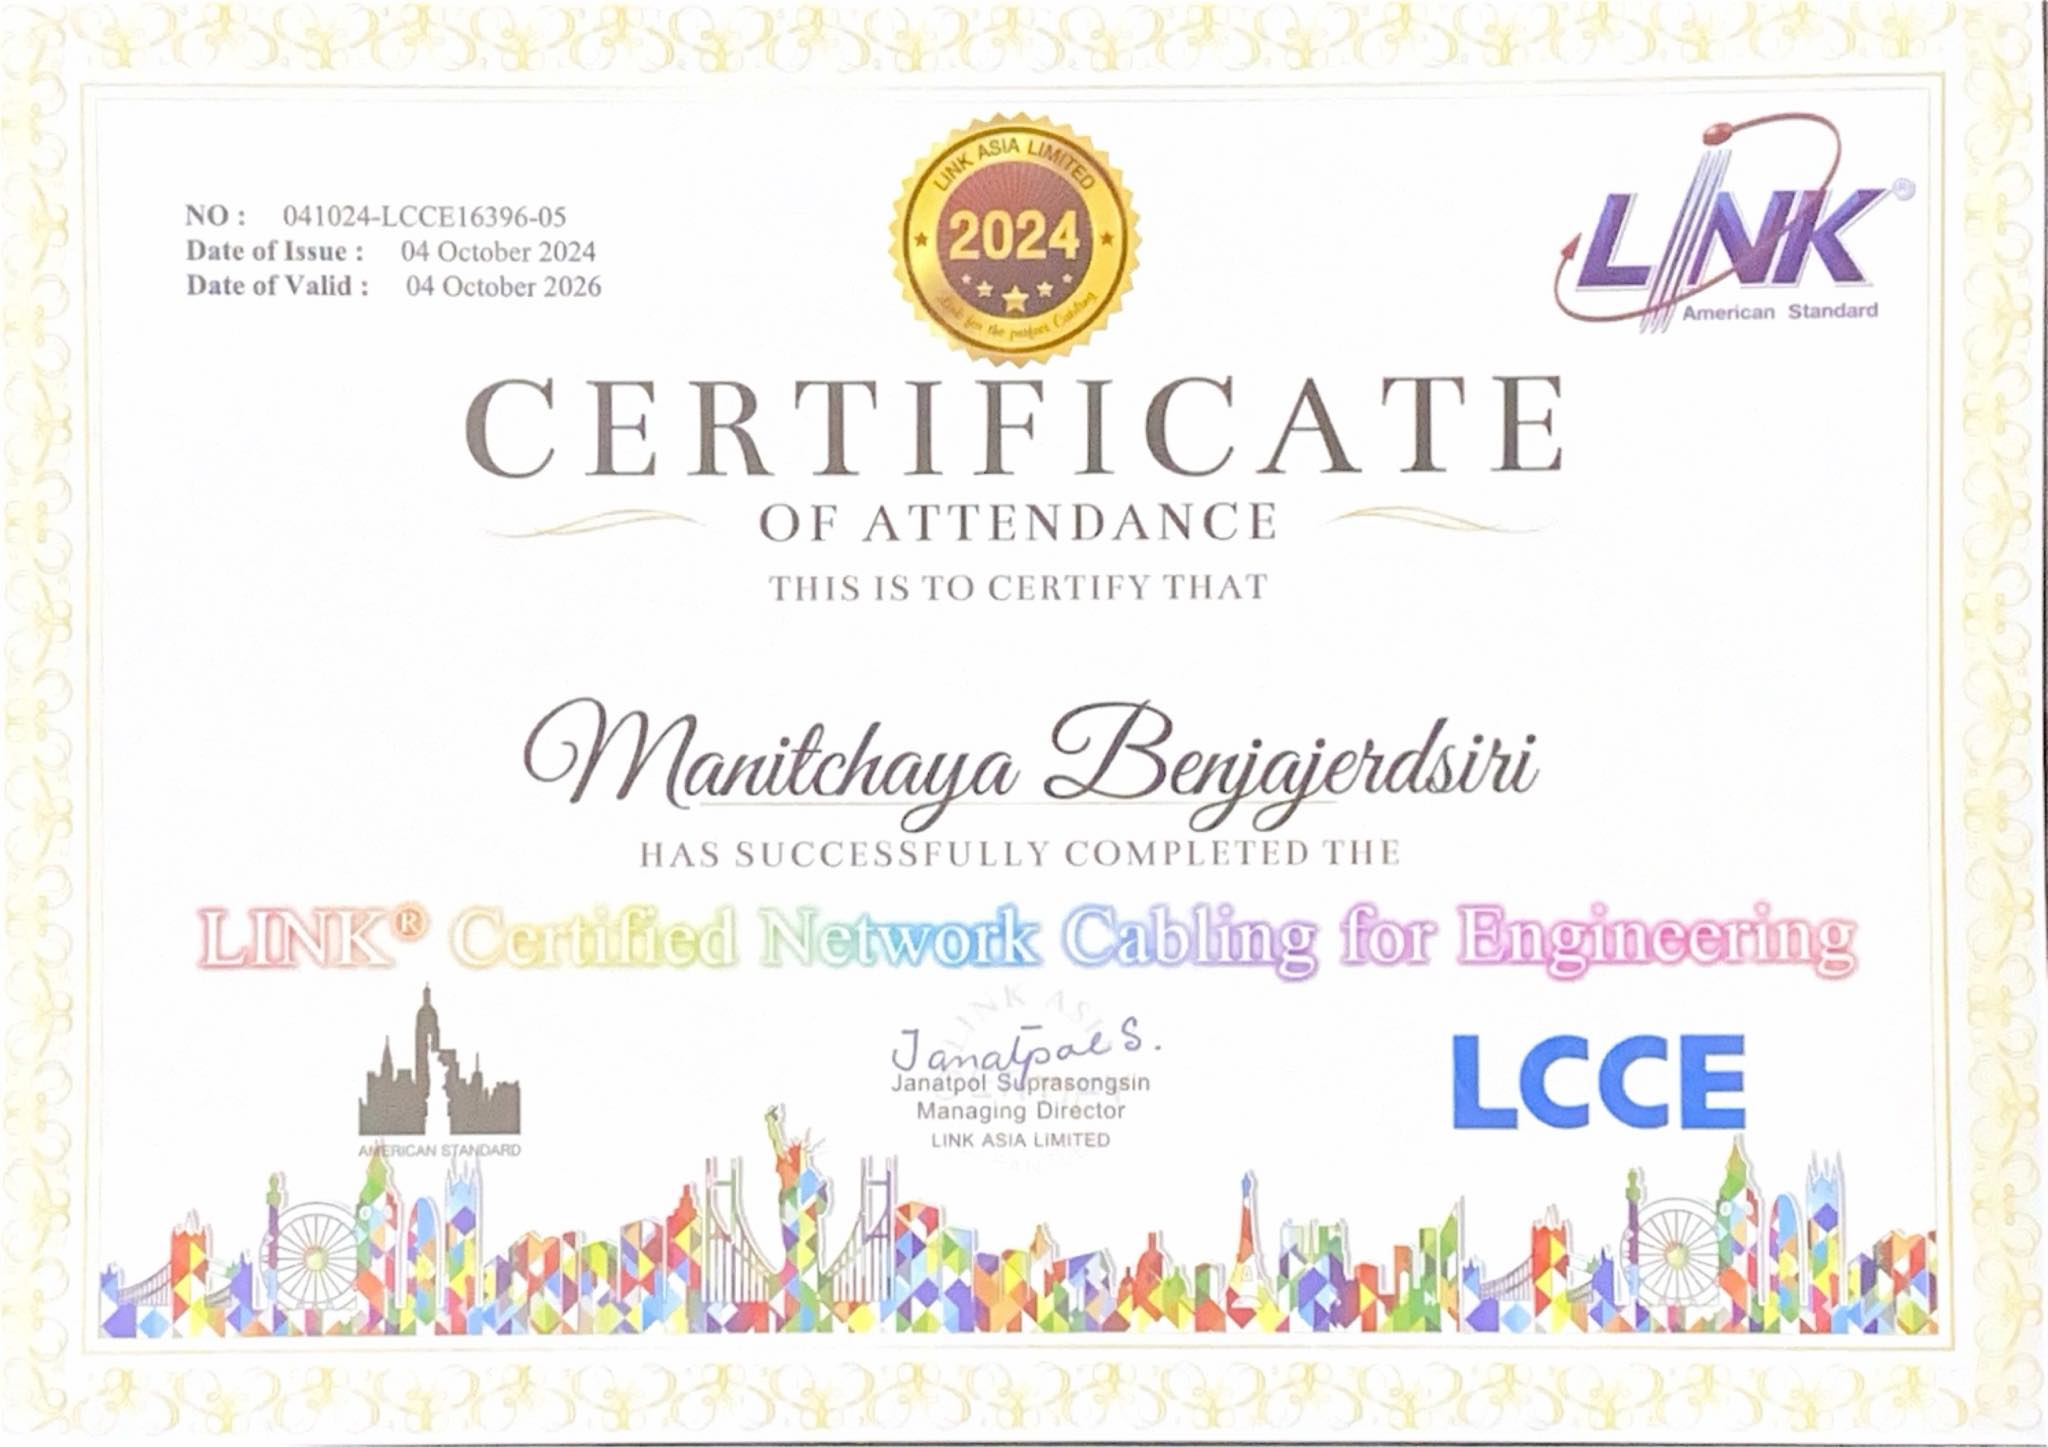 NO : 041024-LCCE16396-05
Date of Issue : 04 October 2024
Date of Valid : 04 October 2026
LINK ASIA LIMITED
2024
Link for the perfect Cabling
LINK®
American Standard
CERTIFICATE
OF ATTENDANCE
THIS IS TO CERTIFY THAT
Manitchaya Benjajerdsiri
HAS SUCCESSFULLY COMPLETED THE
LINK® Certified Network Cabling for Engineering
AMERICAN STANDARD
LINK ASIA
Janatpol S.
Janatpol Suprasongsin
Managing Director
LINK ASIA LIMITED
LCCE